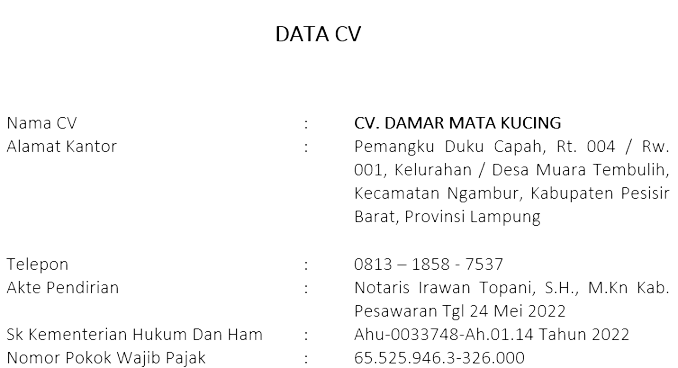 DATA CV
Nama CV : CV. DAMAR MATA KUCING
Alamat Kantor : Pemangku Duku Capah, Rt. 004 / Rw.
001, Kelurahan / Desa Muara Tembulih,
Kecamatan Ngambur, Kabupaten Pesisir
Barat, Provinsi Lampung
Telepon : 0813 – 1858 - 7537
Akte Pendirian : Notaris Irawan Topani, S.H., M.Kn Kab.
Pesawaran Tgl 24 Mei 2022
Sk Kementerian Hukum Dan Ham : Ahu-0033748-Ah.01.14 Tahun 2022
Nomor Pokok Wajib Pajak : 65.525.946.3-326.000